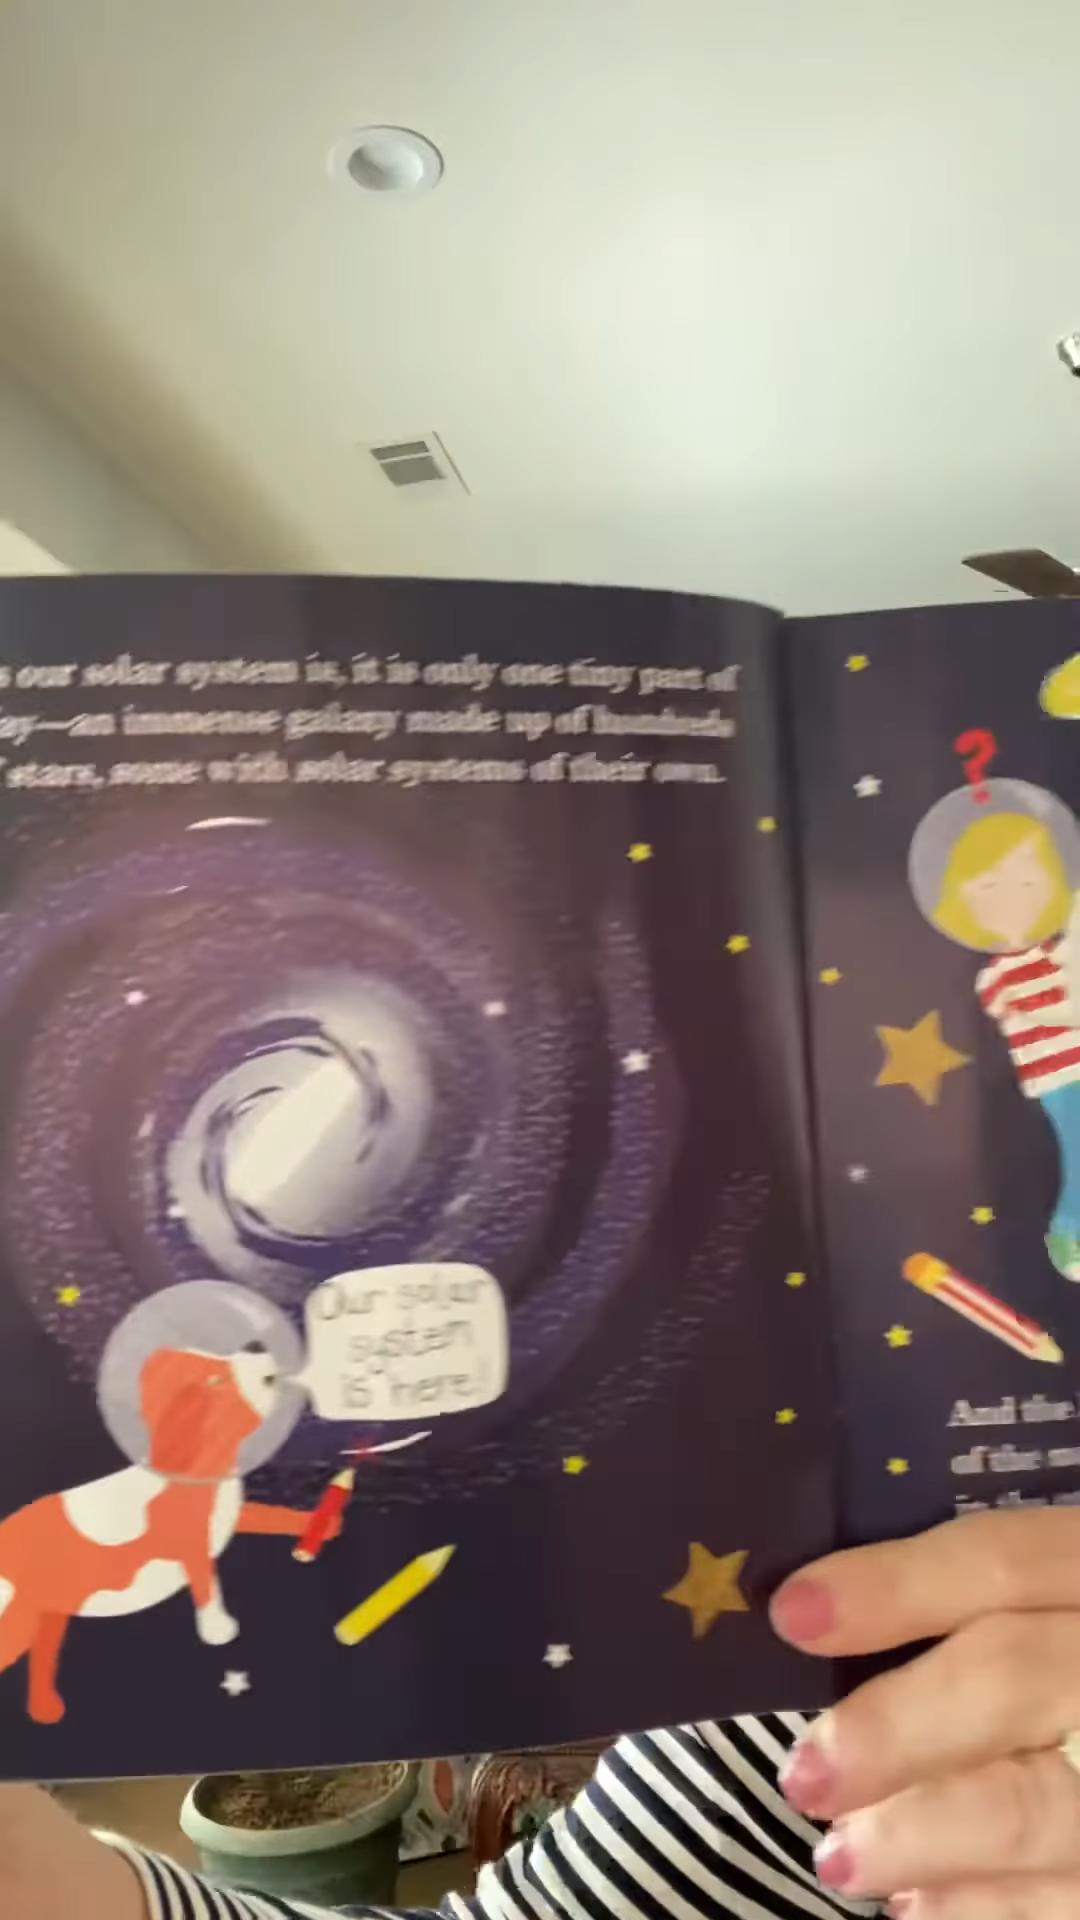 our solar system is, it is only one tiny part of
ay—an immense galaxy made up of hundreds
stars, some with solar systems of their own.
?
Our solar
system
is here!
And the
of the